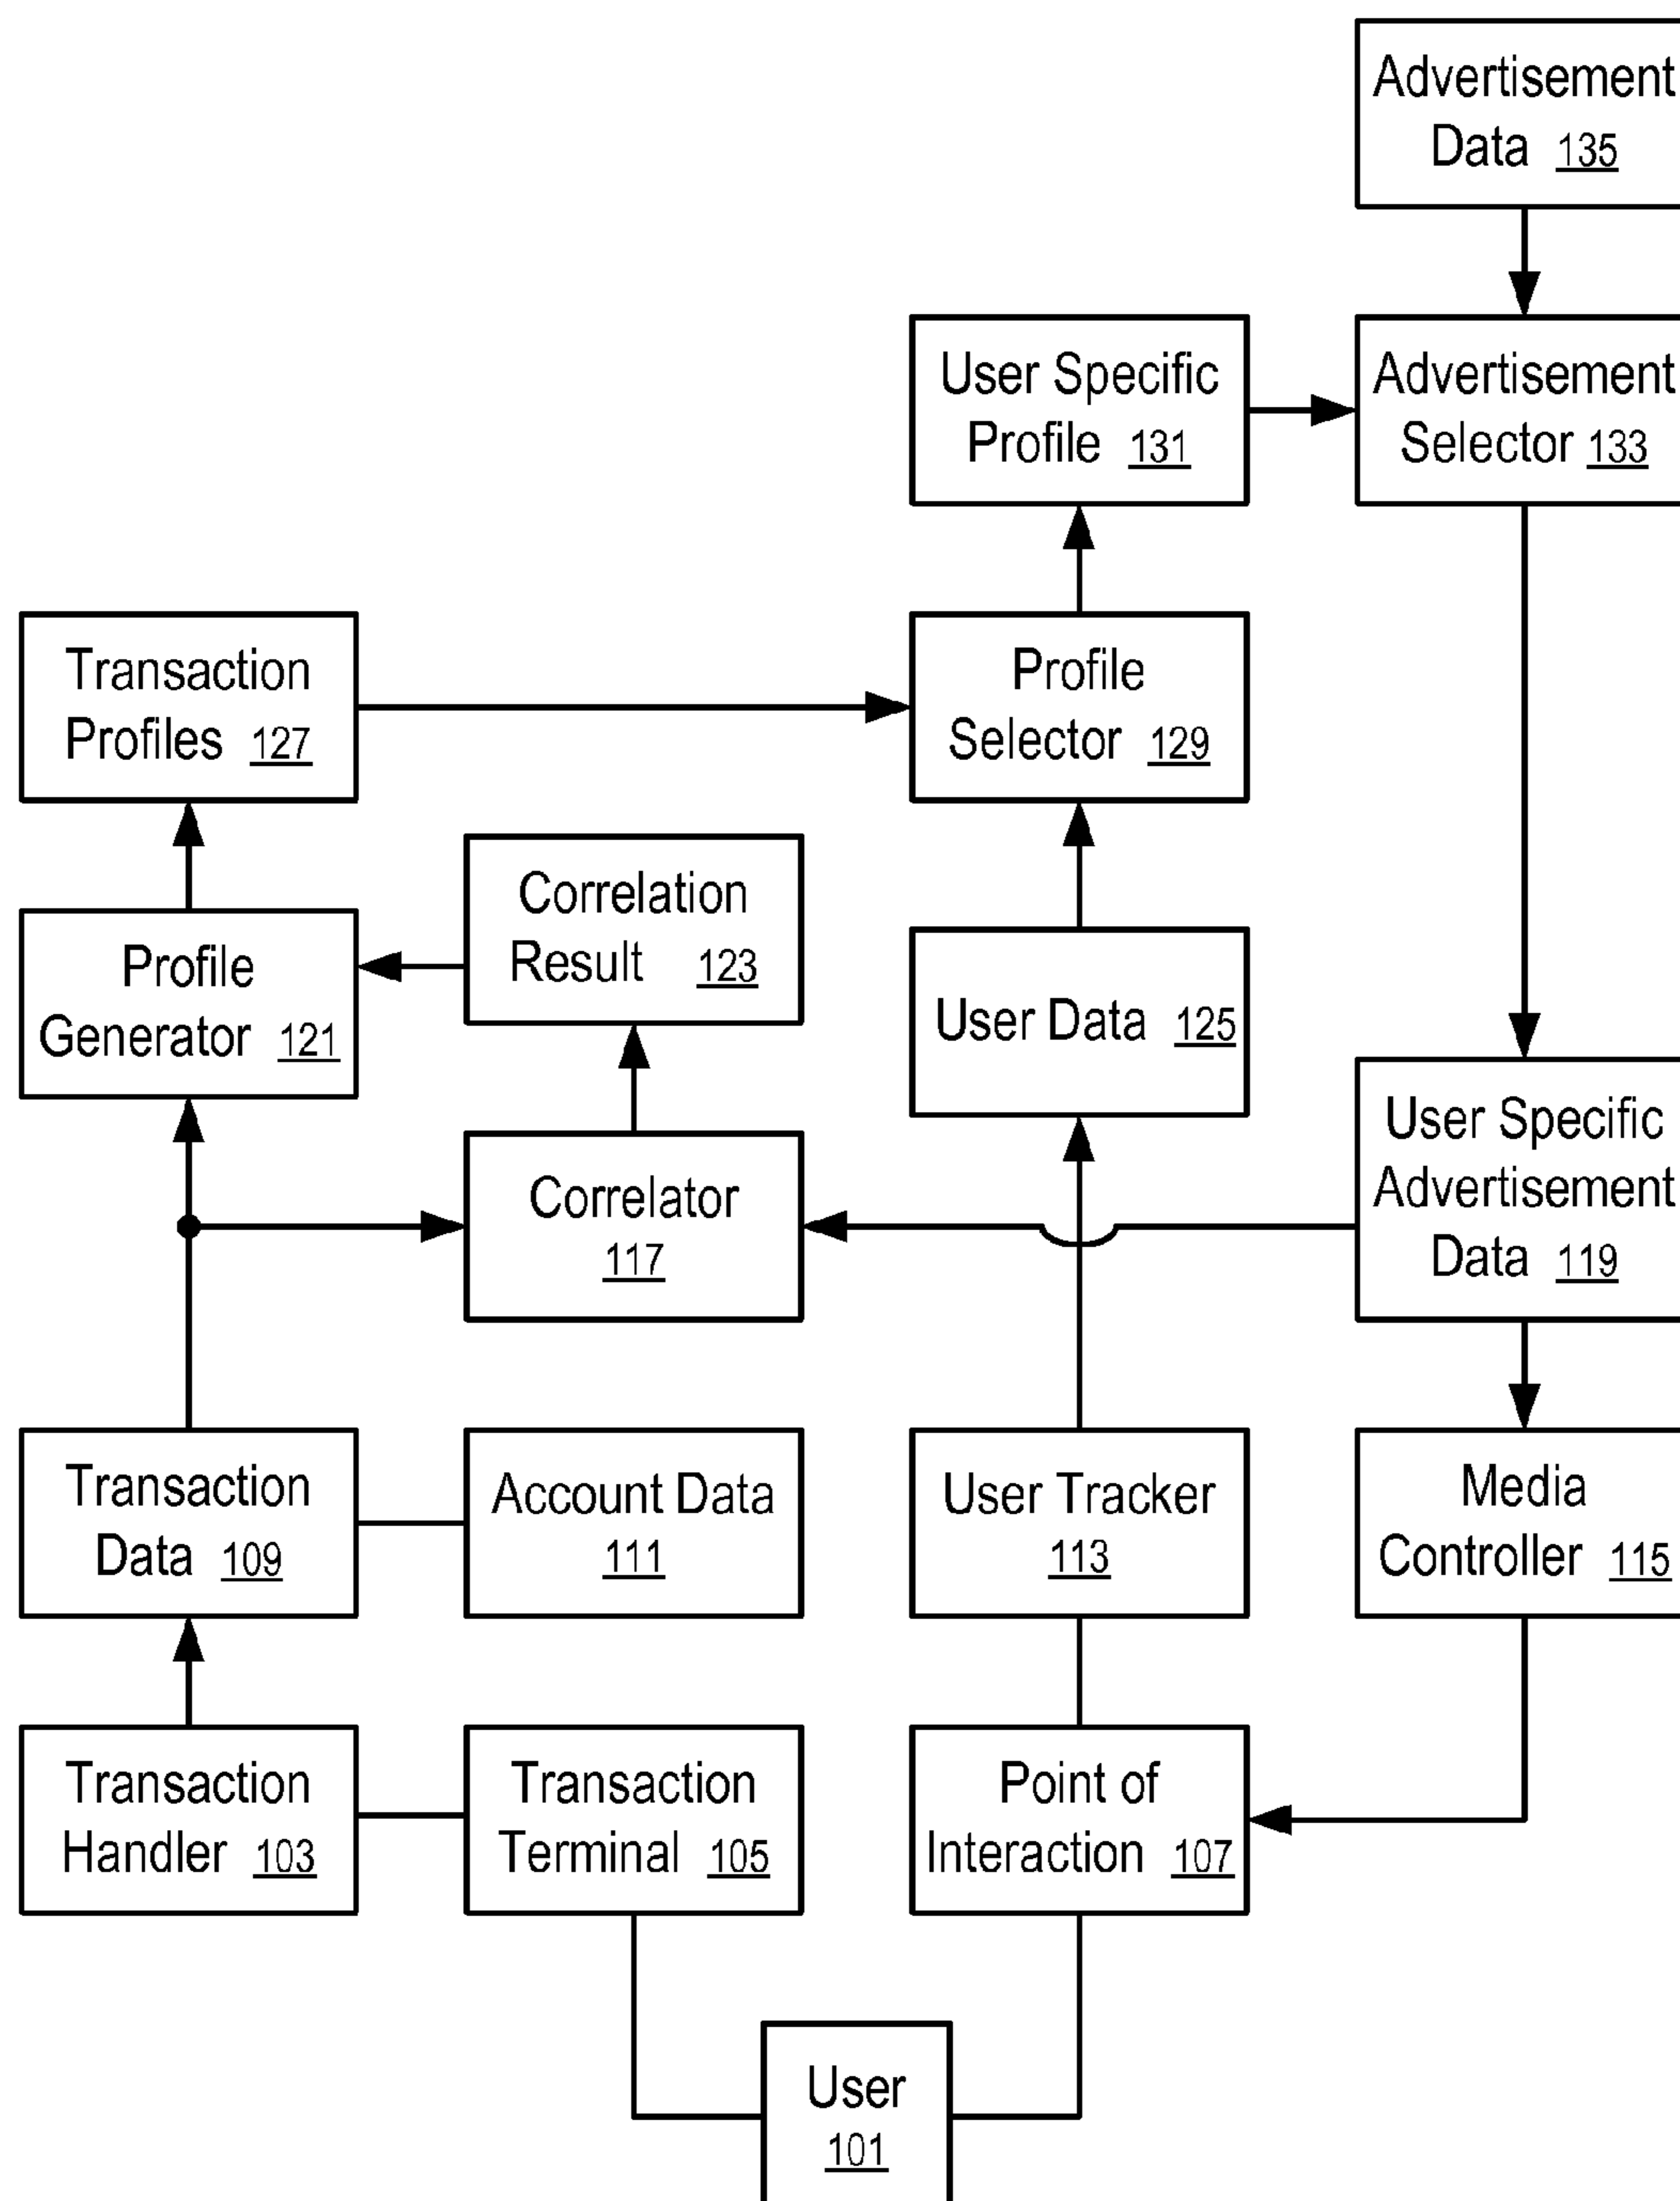 Advertisement
Data 135
User Specific
Profile 131
Advertisement
Selector 133
Transaction
Profiles 127
Profile
Selector 129
Correlation
Result 123
Profile
Generator 121
User Data 125
User Specific
Advertisement
Data 119
Correlator
117
Transaction
Data 109
Account Data
111
User Tracker
113
Media
Controller 115
Transaction
Handler 103
Transaction
Terminal 105
Point of
Interaction 107
User
101